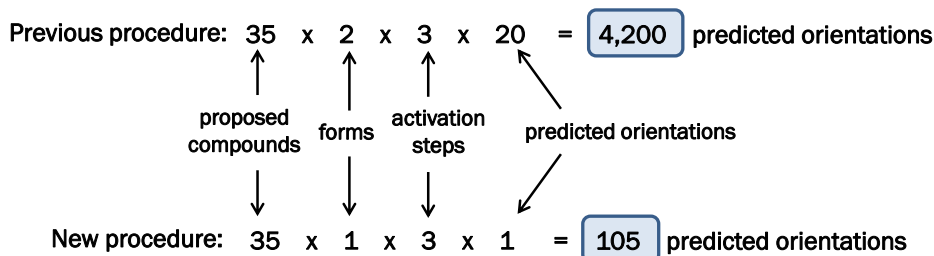 Previous procedure: 35 x 2 x 3 x 20 = 4,200 predicted orientations
proposed compounds
forms
activation steps
predicted orientations
New procedure: 35 x 1 x 3 x 1 = 105 predicted orientations